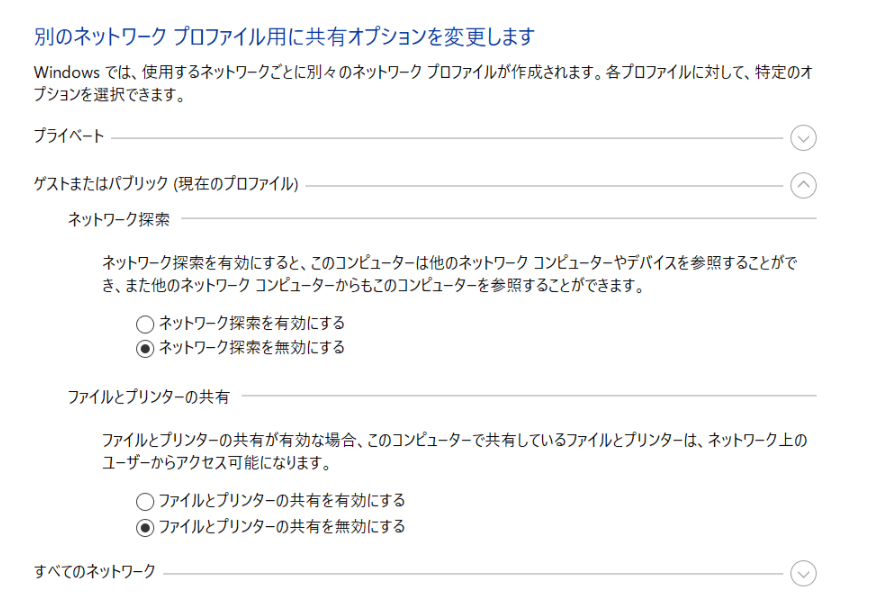 別のネットワーク プロファイル用に共有オプションを変更します
Windows では、使用するネットワークごとに別々のネットワーク プロファイルが作成されます。各プロファイルに対して、特定のオ
プションを選択できます。
プライベート
ゲストまたはパブリック (現在のプロファイル)
ネットワーク探索
ネットワーク探索を有効にすると、このコンピューターは他のネットワーク コンピューターやデバイスを参照することがで
き、また他のネットワーク コンピューターからもこのコンピューターを参照することができます。
ネットワーク探索を有効にする
ネットワーク探索を無効にする
ファイルとプリンターの共有
ファイルとプリンターの共有が有効な場合、このコンピューターで共有しているファイルとプリンターは、ネットワーク上の
ユーザーからアクセス可能になります。
ファイルとプリンターの共有を有効にする
ファイルとプリンターの共有を無効にする
すべてのネットワーク